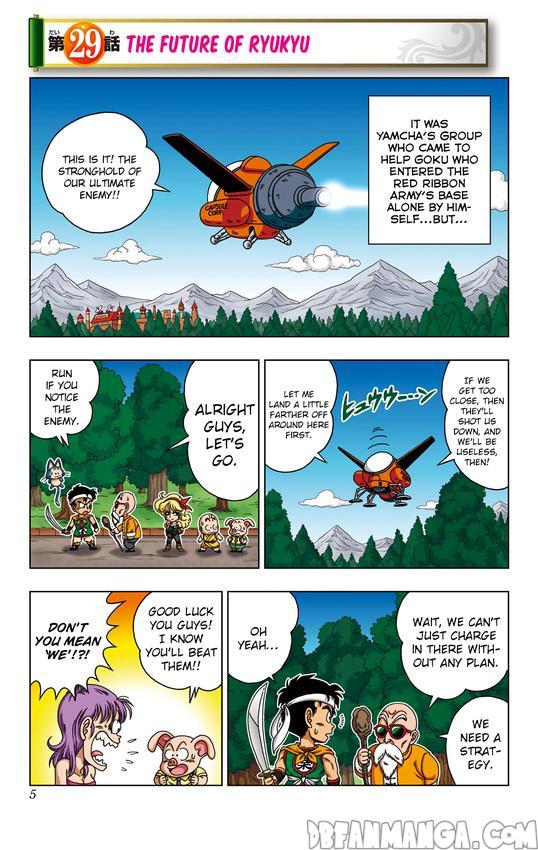 第29話 THE FUTURE OF RYUKYU
だい わ
IT WAS
YAMCHA'S GROUP
WHO CAME TO
HELP GOKU WHO
ENTERED THE
RED RIBBON
ARMY'S BASE
ALONE BY HIM-
SELF...BUT...
THIS IS IT! THE
STRONGHOLD OF
OUR ULTIMATE
ENEMY!!
CAPSULE
CORP.
IF WE
GET TOO
CLOSE, THEN
THEY'LL
SHOT US
DOWN, AND
WE'LL BE
USELESS,
THEN!
ヒュウウーーン
LET ME
LAND A LITTLE
FARTHER OFF
AROUND HERE
FIRST.
ALRIGHT
GUYS,
LET'S
GO.
RUN
IF YOU
NOTICE
THE
ENEMY.
WAIT, WE CAN'T
JUST CHARGE
IN THERE WITH-
OUT ANY PLAN.
WE
NEED A
STRAT-
EGY.
OH
YEAH...
GOOD LUCK
YOU GUYS!
I KNOW
YOU'LL BEAT
THEM!!
DON'T
YOU MEAN
'WE'!?!
5
DBFANMANGA.COM